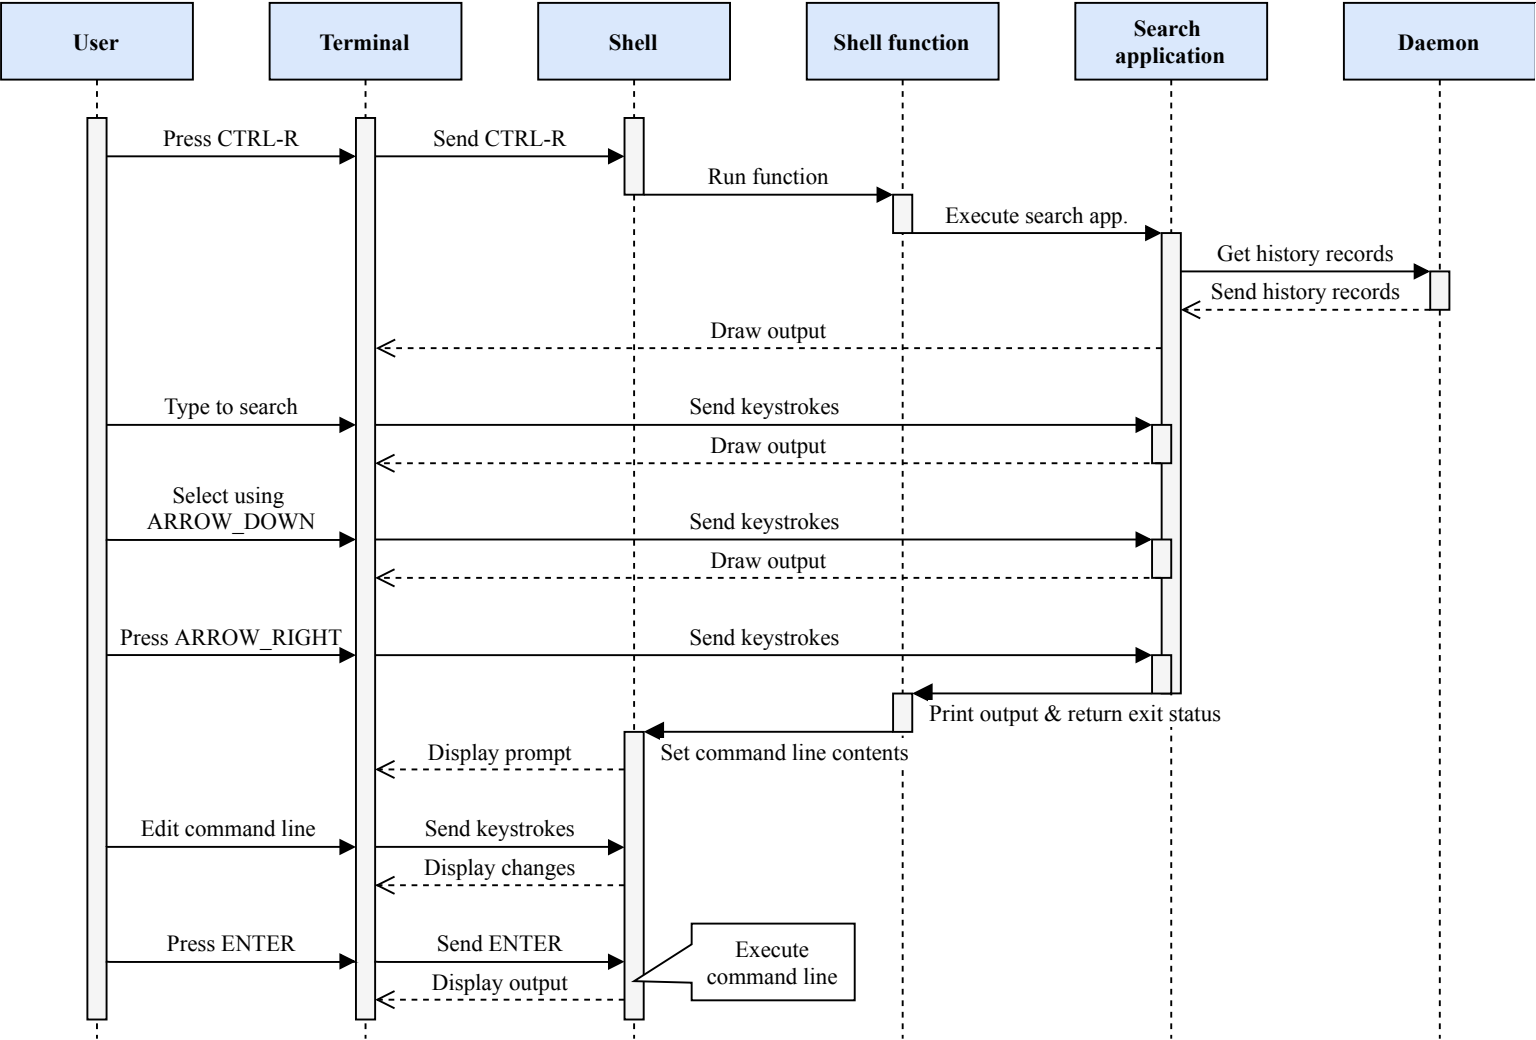 User
Terminal
Shell
Shell function
Search
application
Daemon
Press CTRL-R
Send CTRL-R
Run function
Execute search app.
Get history records
Send history records
Draw output
Type to search
Send keystrokes
Draw output
Select using
ARROW_DOWN
Send keystrokes
Draw output
Press ARROW_RIGHT
Send keystrokes
Print output & return exit status
Set command line contents
Display prompt
Edit command line
Send keystrokes
Display changes
Press ENTER
Send ENTER
Execute
command line
Display output